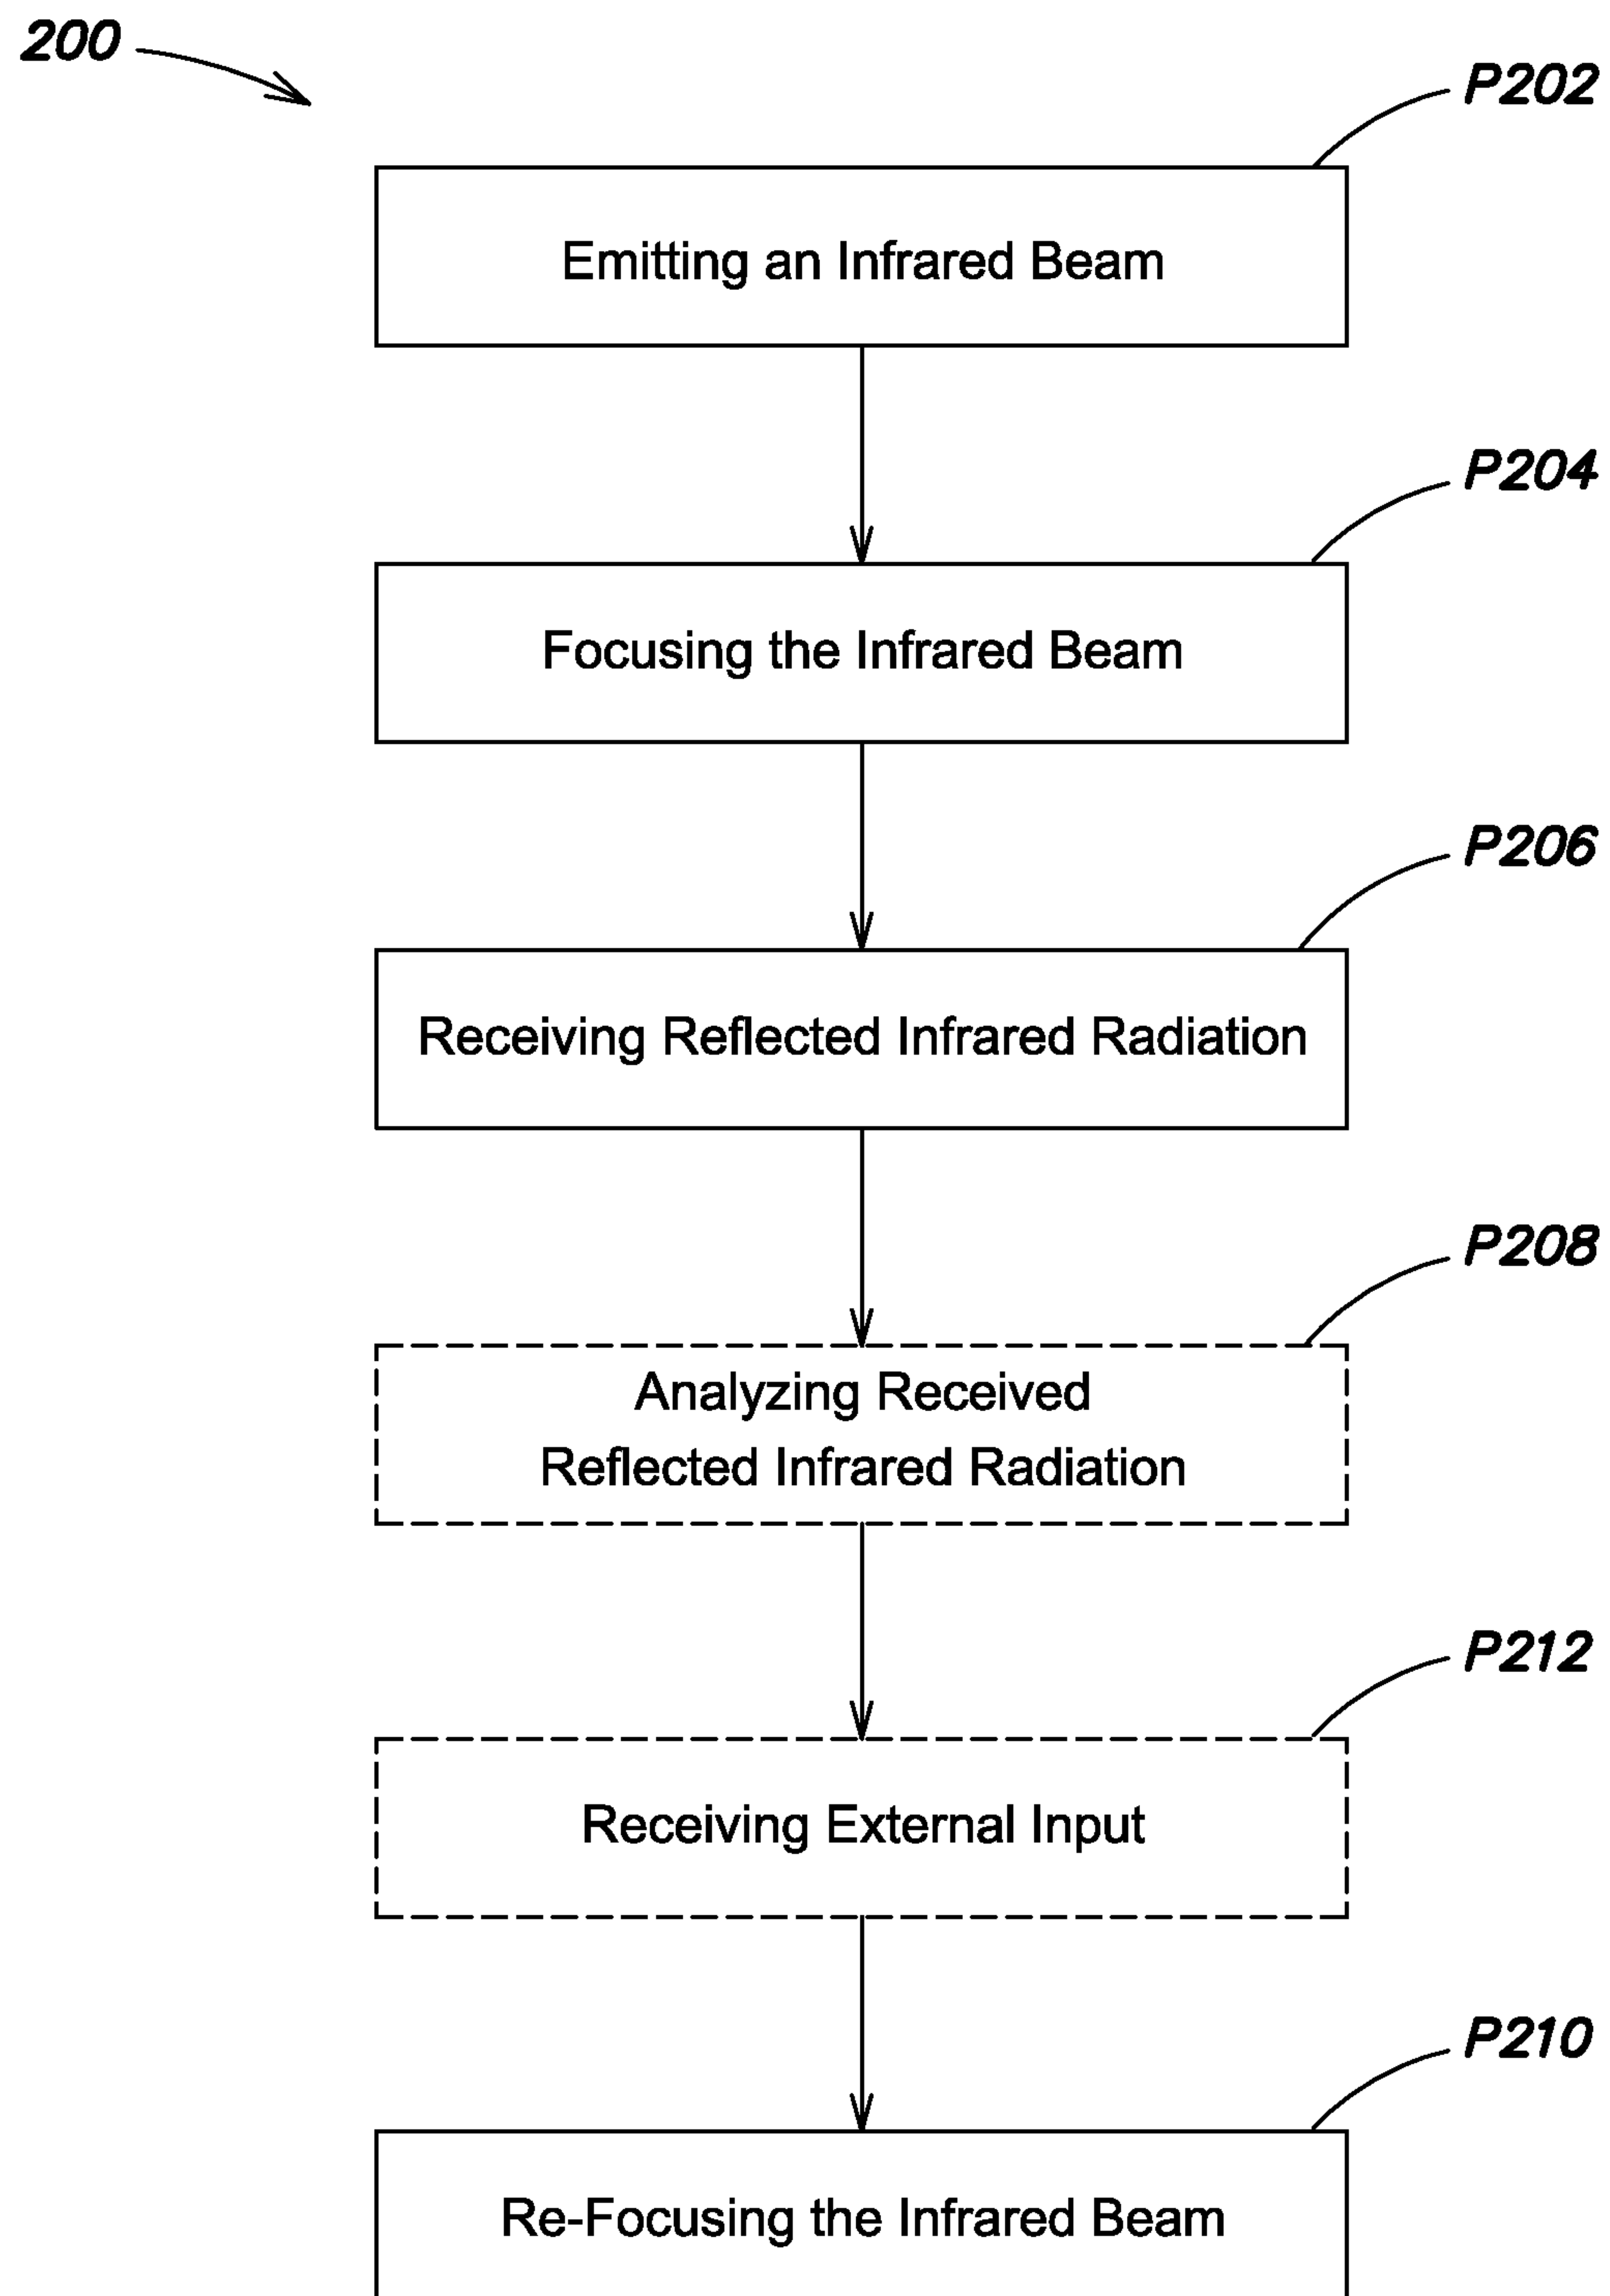 200
P202
Emitting an Infrared Beam
P204
Focusing the Infrared Beam
P206
Receiving Reflected Infrared Radiation
P208
Analyzing Received
Reflected Infrared Radiation
P212
Receiving External Input
P210
Re-Focusing the Infrared Beam